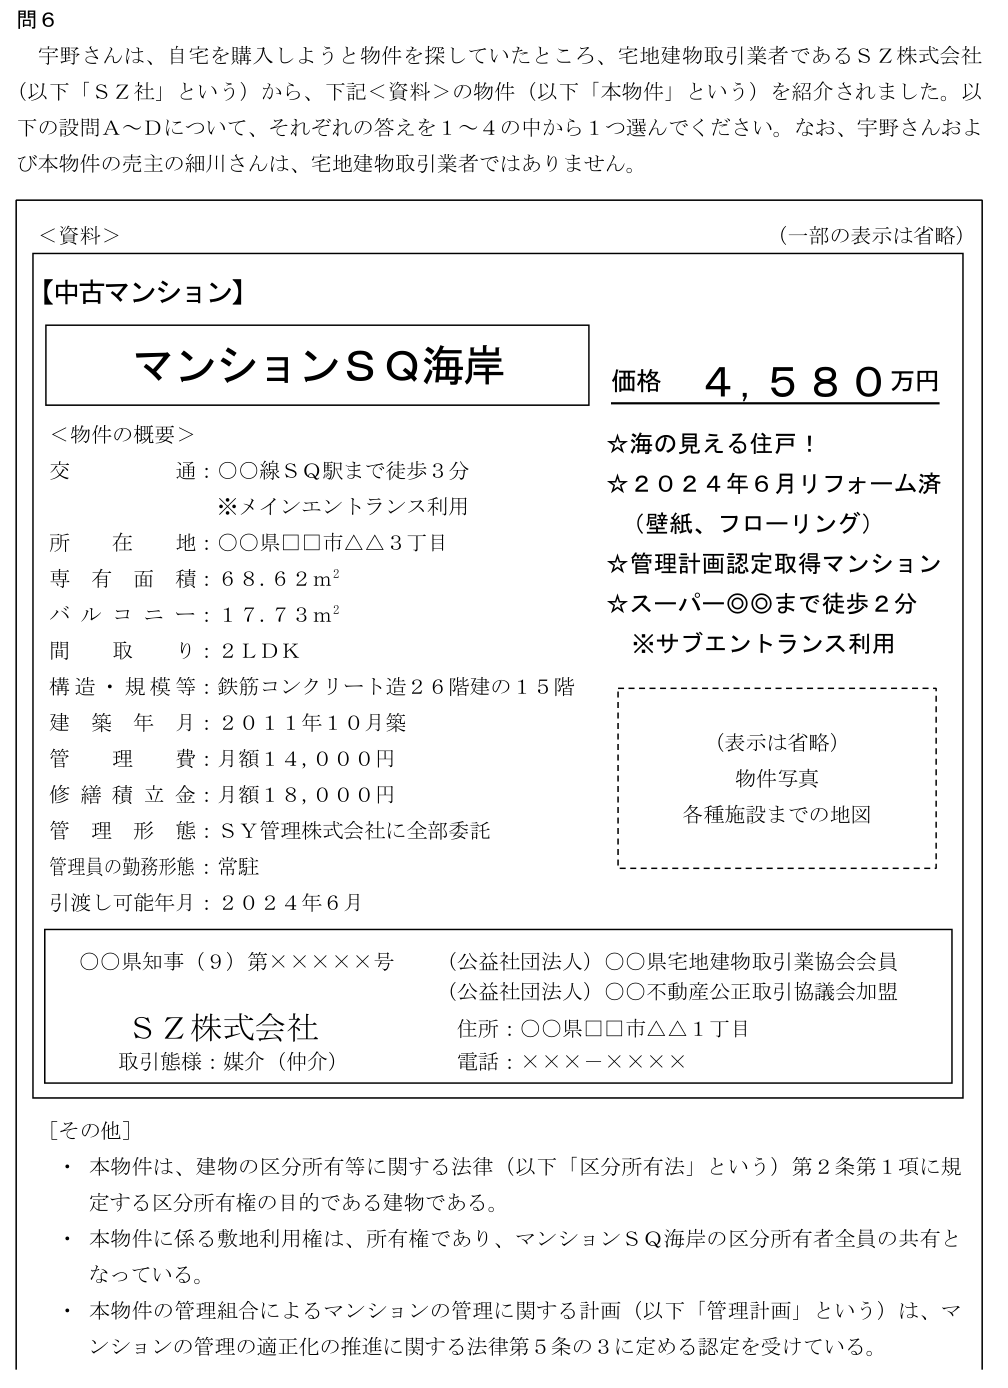 問６
宇野さんは、自宅を購入しようと物件を探していたところ、宅地建物取引業者であるＳＺ株式会社
（以下「ＳＺ社」という）から、下記＜資料＞の物件（以下「本物件」という）を紹介されました。以
下の設問Ａ～Ｄについて、それぞれの答えを１～４の中から１つ選んでください。なお、宇野さんおよ
び本物件の売主の細川さんは、宅地建物取引業者ではありません。
＜資料＞
（一部の表示は省略）
【中古マンション】
マンションＳＱ海岸
価格 ４，５８０万円
＜物件の概要＞
交通：○○線ＳＱ駅まで徒歩３分
※メインエントランス利用
所在地：○○県□□市△△３丁目
専有面積：６８.６２m²
バルコニー：１７.７３m²
間取り：２ＬＤＫ
構造・規模等：鉄筋コンクリート造２６階建の１５階
建築年月：２０１１年１０月築
管理費：月額１４,０００円
修繕積立金：月額１８,０００円
管理形態：ＳＹ管理株式会社に全部委託
管理員の勤務形態：常駐
引渡し可能年月：２０２４年６月
☆海の見える住戸！
☆２０２４年６月リフォーム済
（壁紙、フローリング）
☆管理計画認定取得マンション
☆スーパー◎◎まで徒歩２分
※サブエントランス利用
（表示は省略）
物件写真
各種施設までの地図
○○県知事（９）第×××××号
ＳＺ株式会社
取引態様：媒介（仲介）
（公益社団法人）○○県宅地建物取引業協会会員
（公益社団法人）○○不動産公正取引協議会加盟
住所：○○県□□市△△１丁目
電話：×××－××××
［その他］
・ 本物件は、建物の区分所有等に関する法律（以下「区分所有法」という）第２条第１項に規
定する区分所有権の目的である建物である。
・ 本物件に係る敷地利用権は、所有権であり、マンションＳＱ海岸の区分所有者全員の共有と
なっている。
・ 本物件の管理組合によるマンションの管理に関する計画（以下「管理計画」という）は、マ
ンションの管理の適正化の推進に関する法律第５条の３に定める認定を受けている。